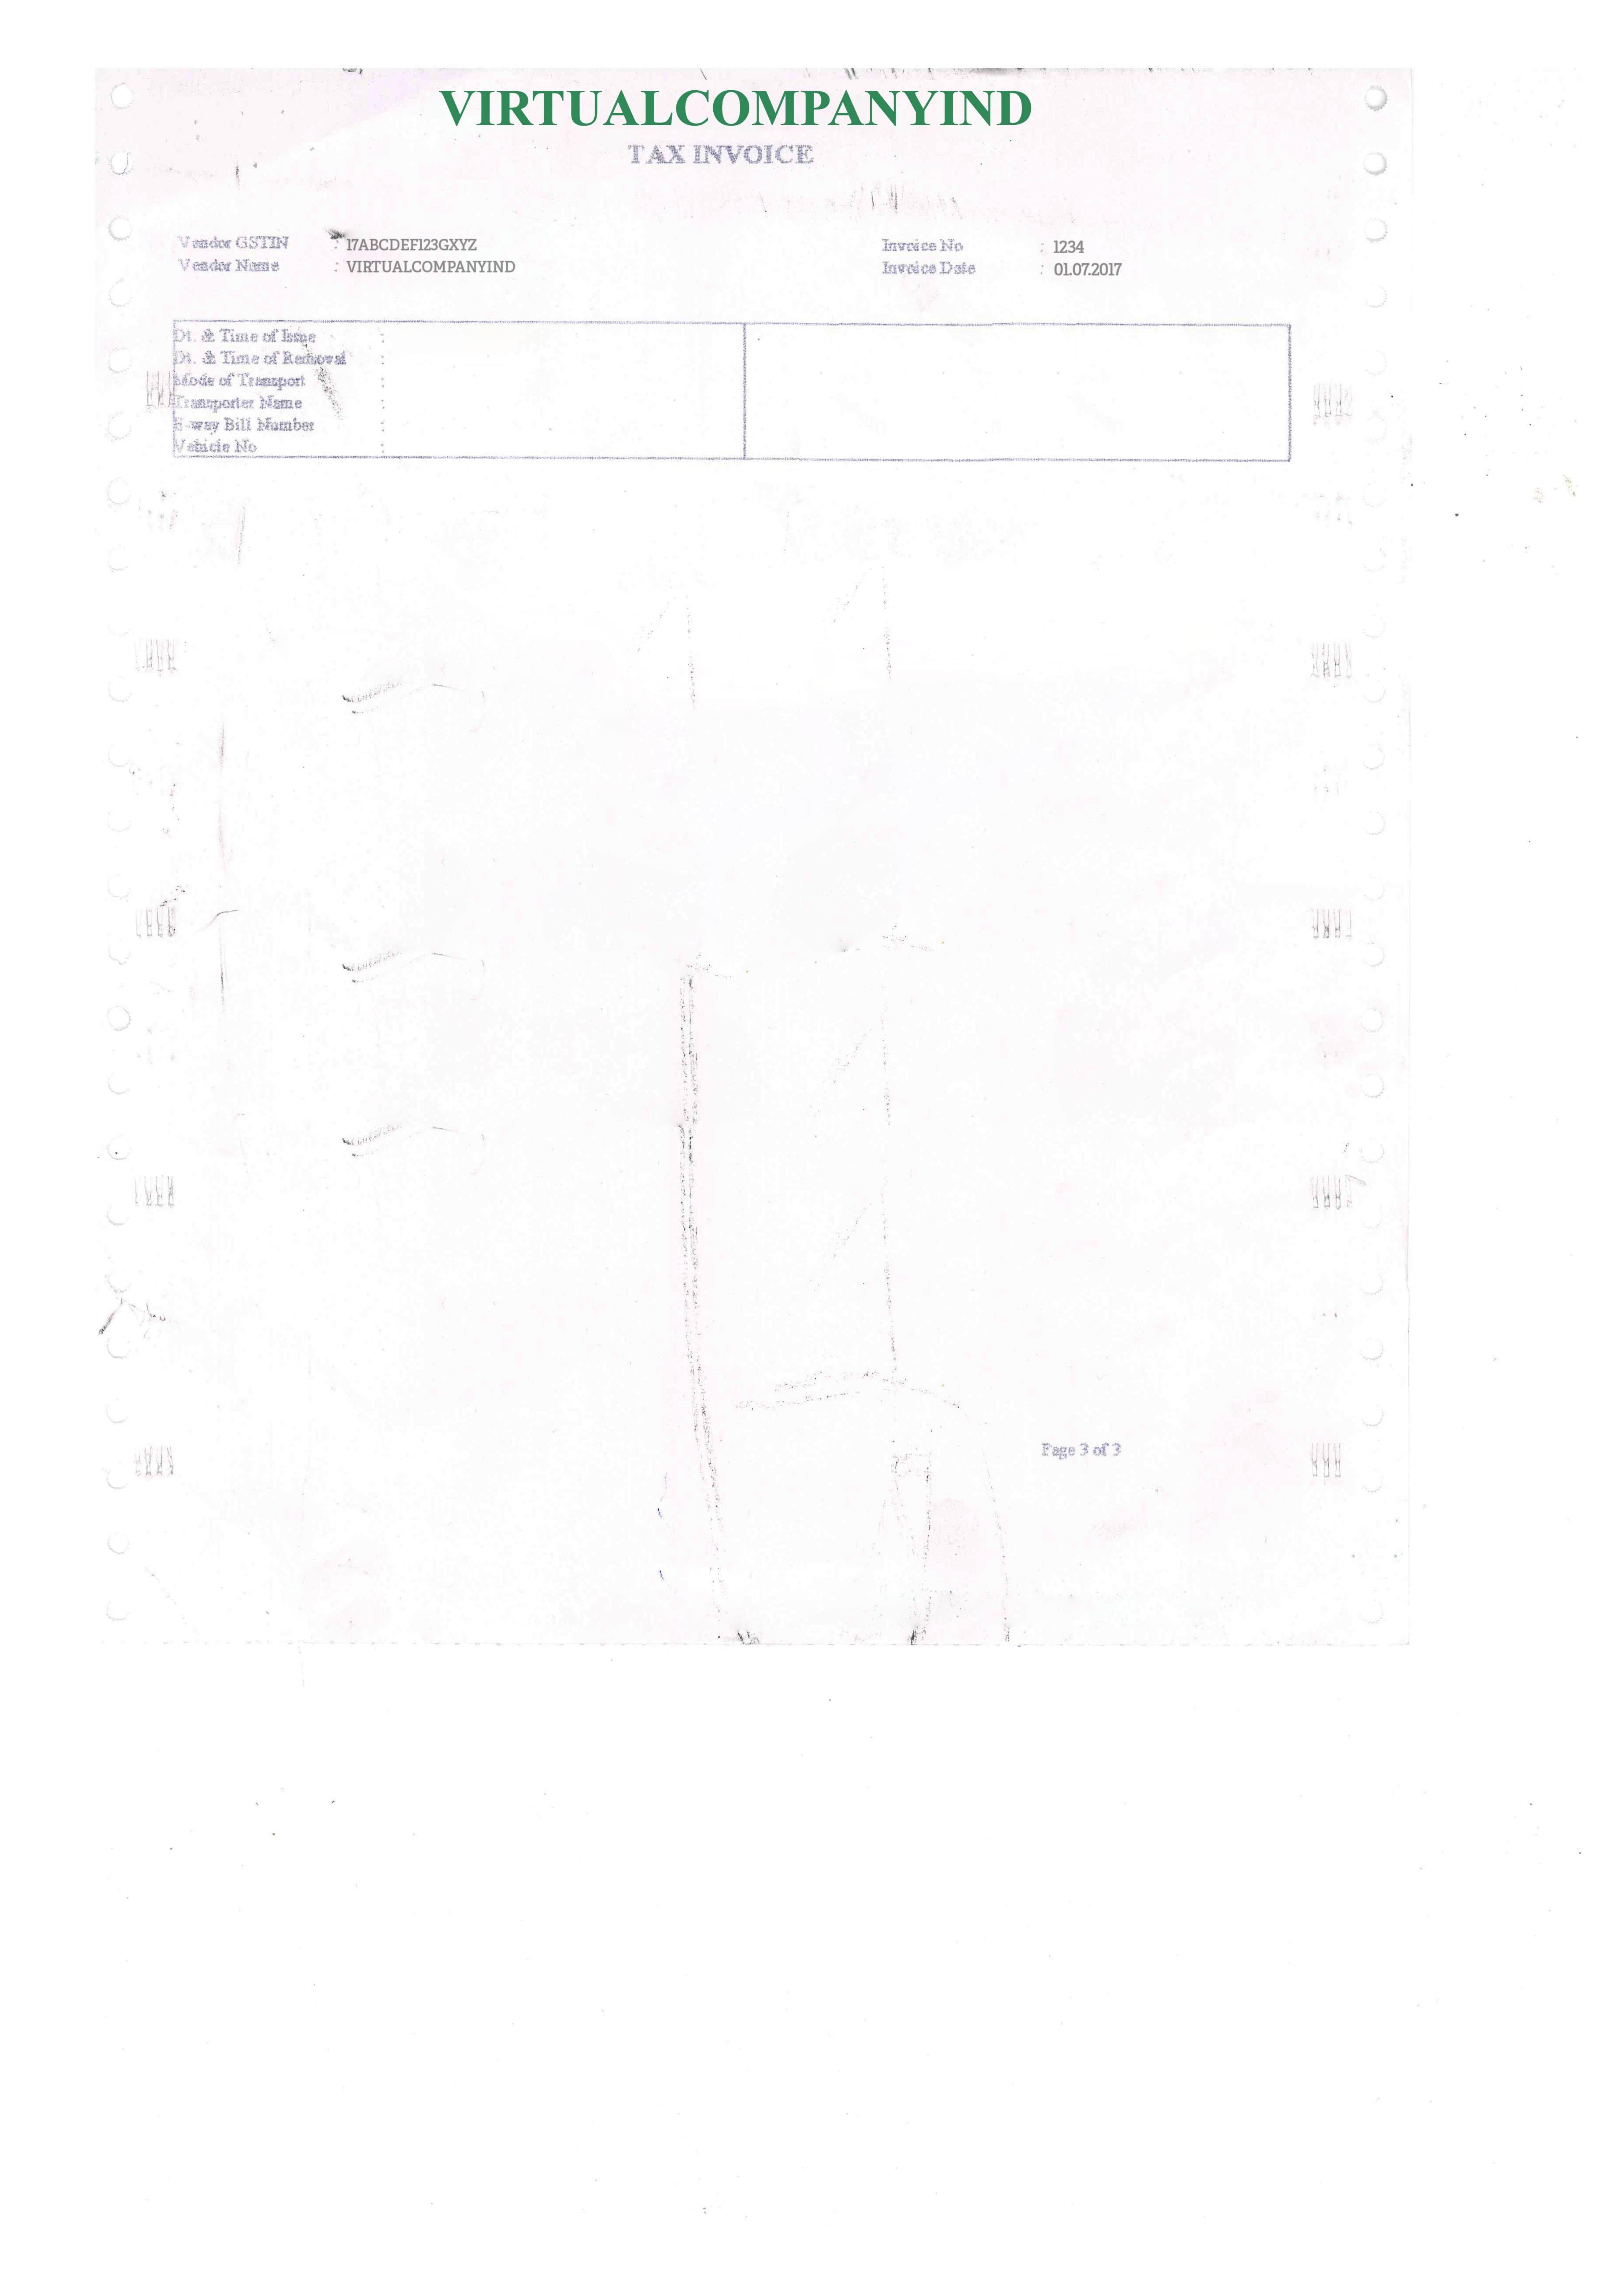 VIRTUALCOMPANYIND
TAX INVOICE
Vendor GSTIN : 17ABCDEF123GXYZ Invoice No : 1234
Vendor Name : VIRTUALCOMPANYIND Invoice Date : 01.07.2017
Dt. & Time of Issue :
Dt. & Time of Removal :
Mode of Transport :
Transporter Name :
E-way Bill Number :
Vehicle No :
Page 3 of 3